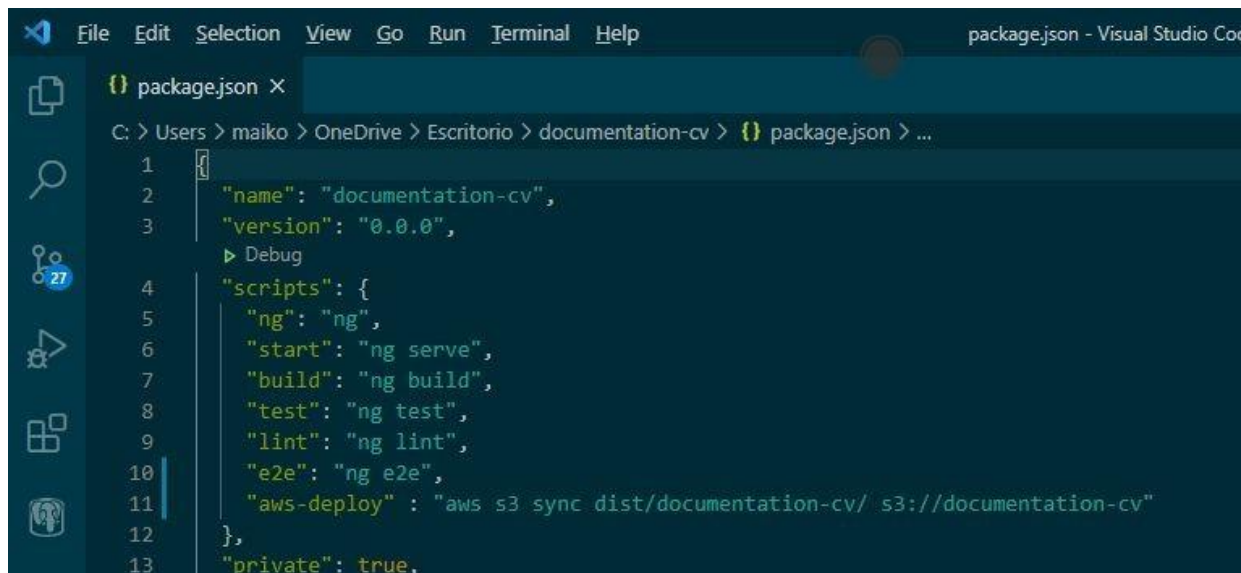 File Edit Selection View Go Run Terminal Help package.json - Visual Studio
{} package.json ×
C: > Users > maiko > OneDrive > Escritorio > documentation-cv > {} package.json > ...
1 {
2 "name": "documentation-cv",
3 "version": "0.0.0",
Debug
27
4 "scripts": {
5 "ng": "ng",
6 "start": "ng serve",
7 "build": "ng build",
8 "test": "ng test",
9 "lint": "ng lint",
10 "e2e": "ng e2e",
11 "aws-deploy" : "aws s3 sync dist/documentation-cv/ s3://documentation-cv"
12 },
13 "private": true,